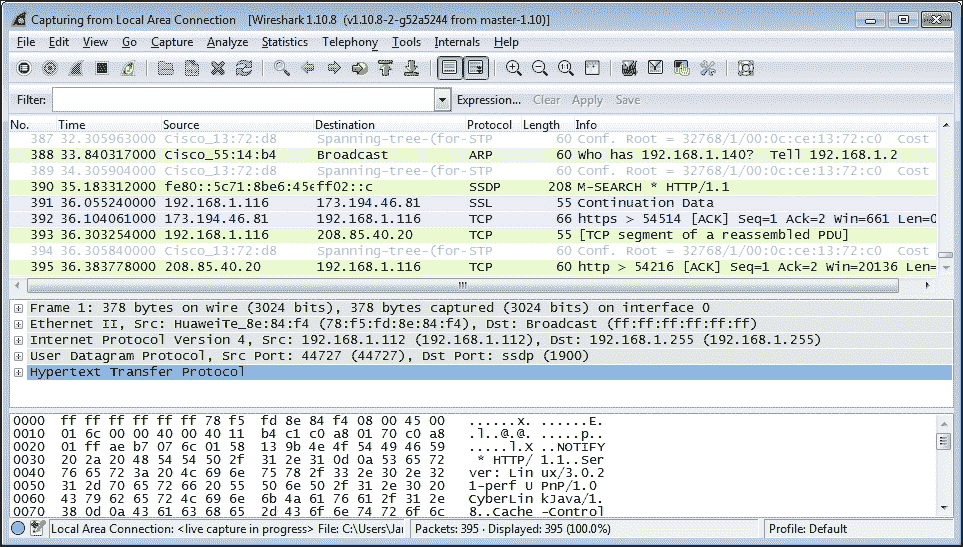 Capturing from Local Area Connection [Wireshark 1.10.8 (v1.10.8-2-g52a5244 from master-1.10)]
File Edit View Go Capture Analyze Statistics Telephony Tools Internals Help
Filter: Expression... Clear Apply Save
No. Time Source Destination Protocol Length Info
387 32.305963000 Cisco_13:72:d8 Spanning-tree-(for- STP 60 Conf. Root = 32768/1/00:0c:ce:13:72:c0 Cost
388 33.840317000 Cisco_55:14:b4 Broadcast ARP 60 Who has 192.168.1.140? Tell 192.168.1.2
389 34.305904000 Cisco_13:72:d8 Spanning-tree-(for- STP 60 Conf. Root = 32768/1/00:0c:ce:13:72:c0 Cost
390 35.183312000 fe80::5c71:8be6:45e ff02::c SSDP 208 M-SEARCH * HTTP/1.1
391 36.055240000 192.168.1.116 173.194.46.81 SSL 55 Continuation Data
392 36.104061000 173.194.46.81 192.168.1.116 TCP 66 https > 54514 [ACK] Seq=1 Ack=2 Win=661 Len=0
393 36.303254000 192.168.1.116 208.85.40.20 TCP 55 [TCP segment of a reassembled PDU]
394 36.305840000 Cisco_13:72:d8 Spanning-tree-(for- STP 60 Conf. Root = 32768/1/00:0c:ce:13:72:c0 Cost
395 36.383778000 208.85.40.20 192.168.1.116 TCP 60 http > 54216 [ACK] Seq=1 Ack=2 Win=20136 Len=
Frame 1: 378 bytes on wire (3024 bits), 378 bytes captured (3024 bits) on interface 0
Ethernet II, Src: HuaweiTe_8e:84:f4 (78:f5:fd:8e:84:f4), Dst: Broadcast (ff:ff:ff:ff:ff:ff)
Internet Protocol Version 4, Src: 192.168.1.112 (192.168.1.112), Dst: 192.168.1.255 (192.168.1.255)
User Datagram Protocol, Src Port: 44727 (44727), Dst Port: ssdp (1900)
Hypertext Transfer Protocol
0000 ff ff ff ff ff ff 78 f5 fd 8e 84 f4 08 00 45 00 ......x. ......E.
0010 01 6c 00 00 40 00 40 11 b4 c1 c0 a8 01 70 c0 a8 .l..@.@. .....p..
0020 01 ff ae b7 07 6c 01 58 13 9b 4e 4f 54 49 46 59 .....l.X ..NOTIFY
0030 20 2a 20 48 54 54 50 2f 31 2e 31 0d 0a 53 65 72 * HTTP/ 1.1..Ser
0040 76 65 72 3a 20 4c 69 6e 75 78 2f 33 2e 30 2e 32 ver: Lin ux/3.0.2
0050 31 2d 70 65 72 66 20 55 50 6e 50 2f 31 2e 30 20 1-perf U PnP/1.0
0060 43 79 62 65 72 4c 69 6e 6b 4a 61 76 61 2f 31 2e CyberLin kJava/1.
0070 38 0d 0a 43 61 63 68 65 2d 43 6f 6e 74 72 6f 6c 8..Cache -Control
Local Area Connection: <live capture in progress> File: C:\Users\Jar Packets: 395 · Displayed: 395 (100.0%) Profile: Default